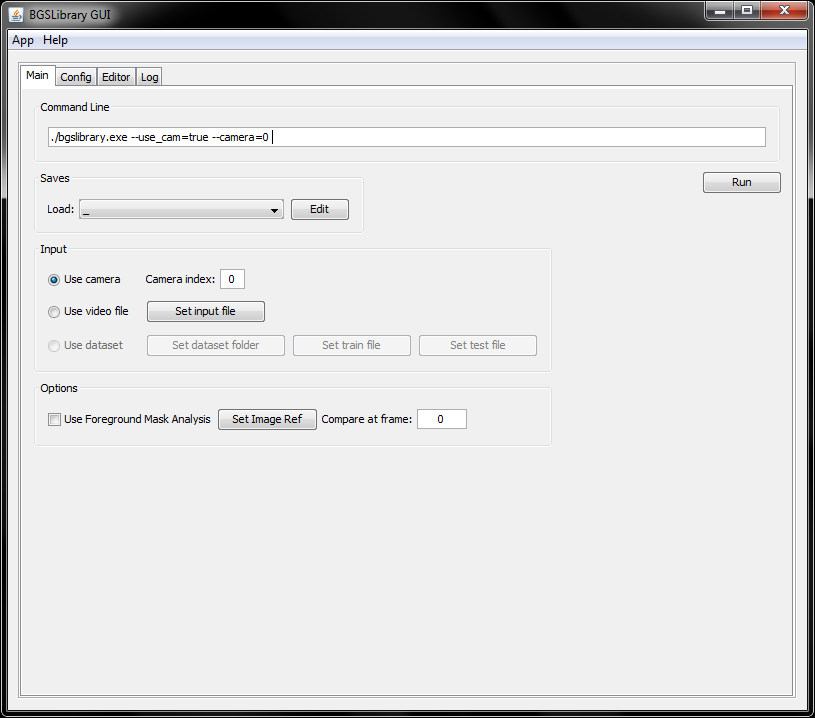 BGSLibrary GUI
App Help
Main Config Editor Log
Command Line
./bgslibrary.exe --use_cam=true --camera=0
Saves
Load: _ Edit
Run
Input
Use camera Camera index: 0
Use video file Set input file
Use dataset Set dataset folder Set train file Set test file
Options
Use Foreground Mask Analysis Set Image Ref Compare at frame: 0